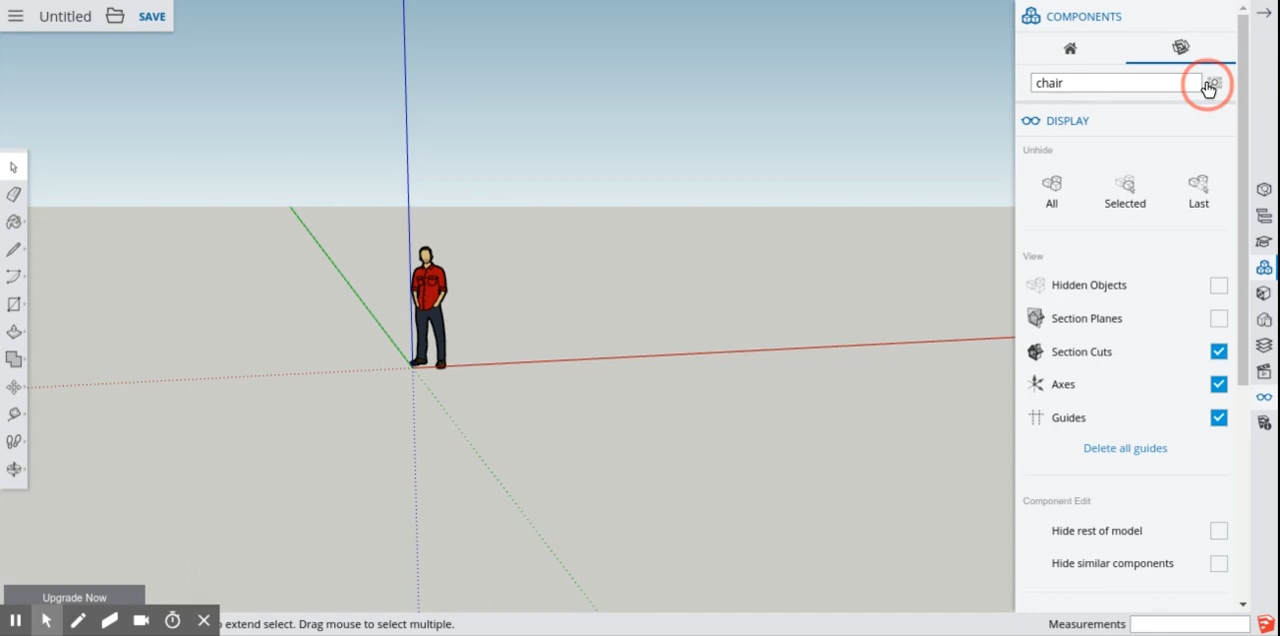 Untitled SAVE
COMPONENTS
chair
DISPLAY
Unhide
All Selected Last
View
Hidden Objects
Section Planes
Section Cuts
Axes
Guides
Delete all guides
Component Edit
Hide rest of model
Hide similar components
Upgrade Now
extend select. Drag mouse to select multiple.
Measurements